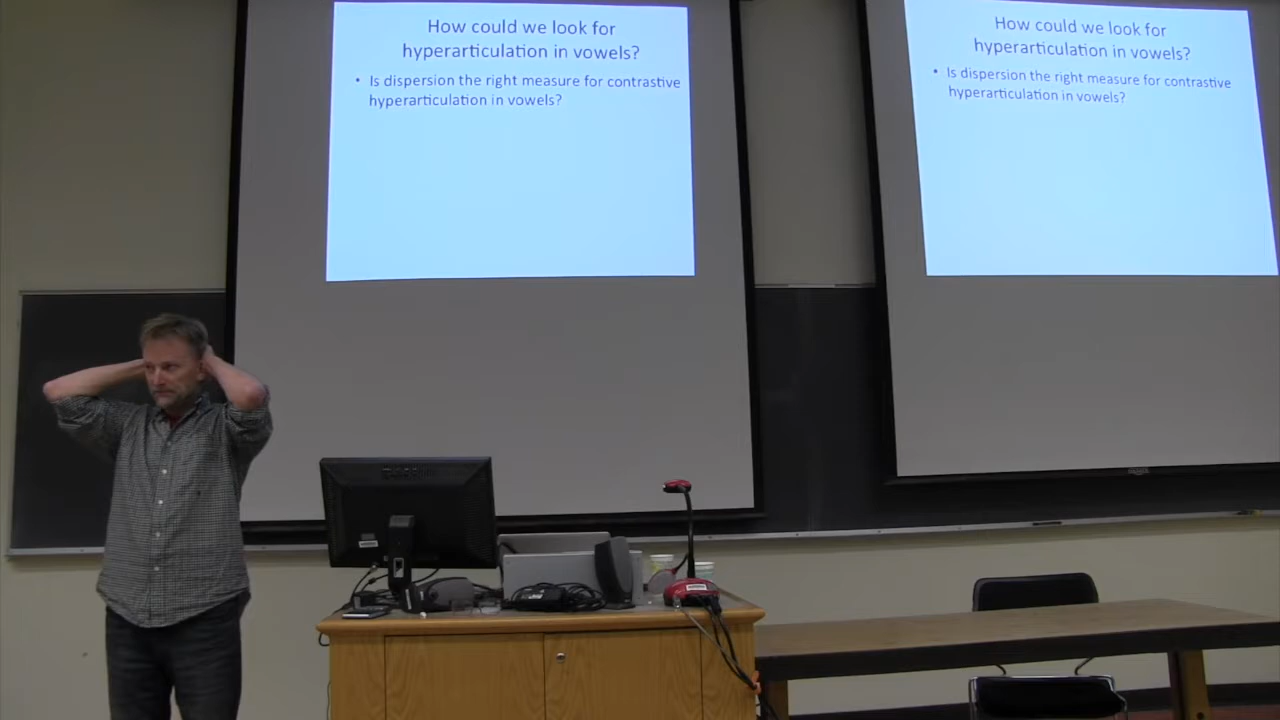 How could we look for
hyperarticulation in vowels?
• Is dispersion the right measure for contrastive
hyperarticulation in vowels?
How could we look for
hyperarticulation in vowels?
• Is dispersion the right measure for contrastive
hyperarticulation in vowels?